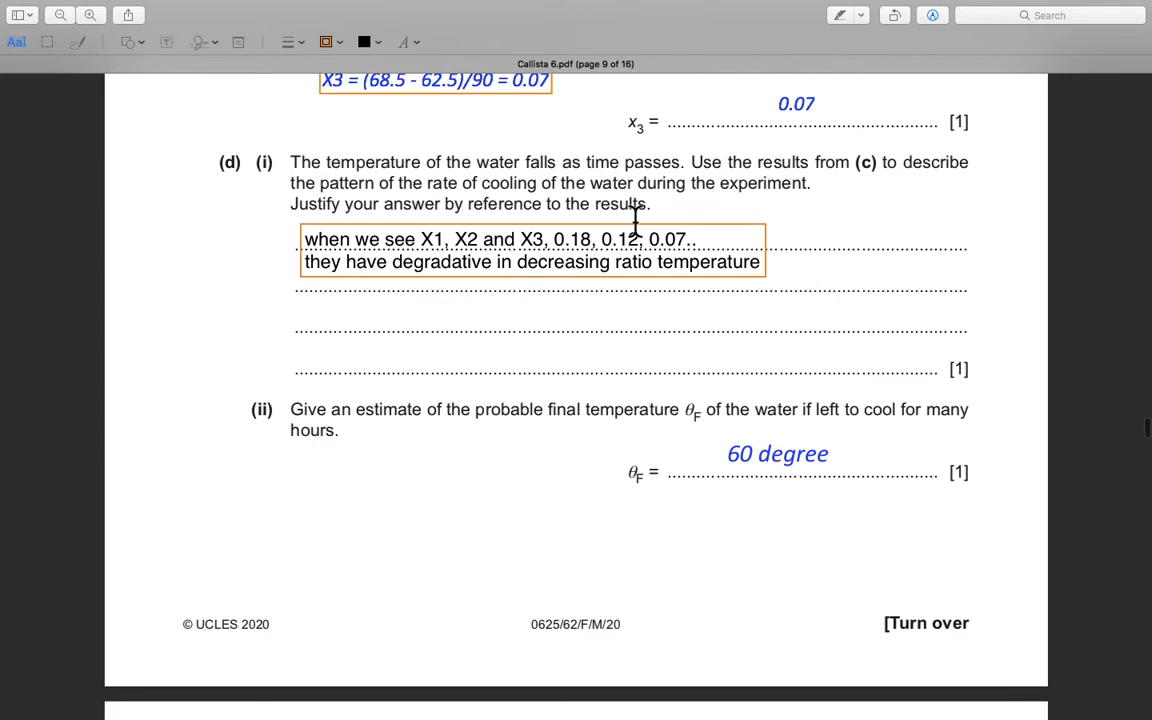 Search
AaI
Callista 6.pdf (page 9 of 16)
X3 = (68.5 - 62.5)/90 = 0.07
0.07
x3 = ........................................................ [1]
(d) (i) The temperature of the water falls as time passes. Use the results from (c) to describe
the pattern of the rate of cooling of the water during the experiment.
Justify your answer by reference to the results.
when we see X1, X2 and X3, 0.18, 0.12, 0.07..
they have degradative in decreasing ratio temperature
[1]
(ii) Give an estimate of the probable final temperature θF of the water if left to cool for many
hours.
60 degree
θF = ........................................................ [1]
© UCLES 2020 0625/62/F/M/20 [Turn over